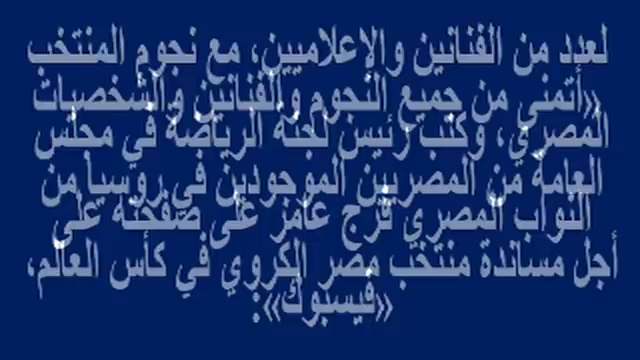 لعدد من الفنانين والإعلاميين، مع نجوم المنتخب
«أتمنى من جميع النجوم والفنانين والشخصيات
المصري، وكتب رئيس لجنة الرياضة في مجلس
العامة من المصريين الموجودين في روسيا من
النواب المصري فرج عامر على صفحته على
أجل مساندة منتخب مصر الكروي في كأس العالم،
«فيسبوك»: